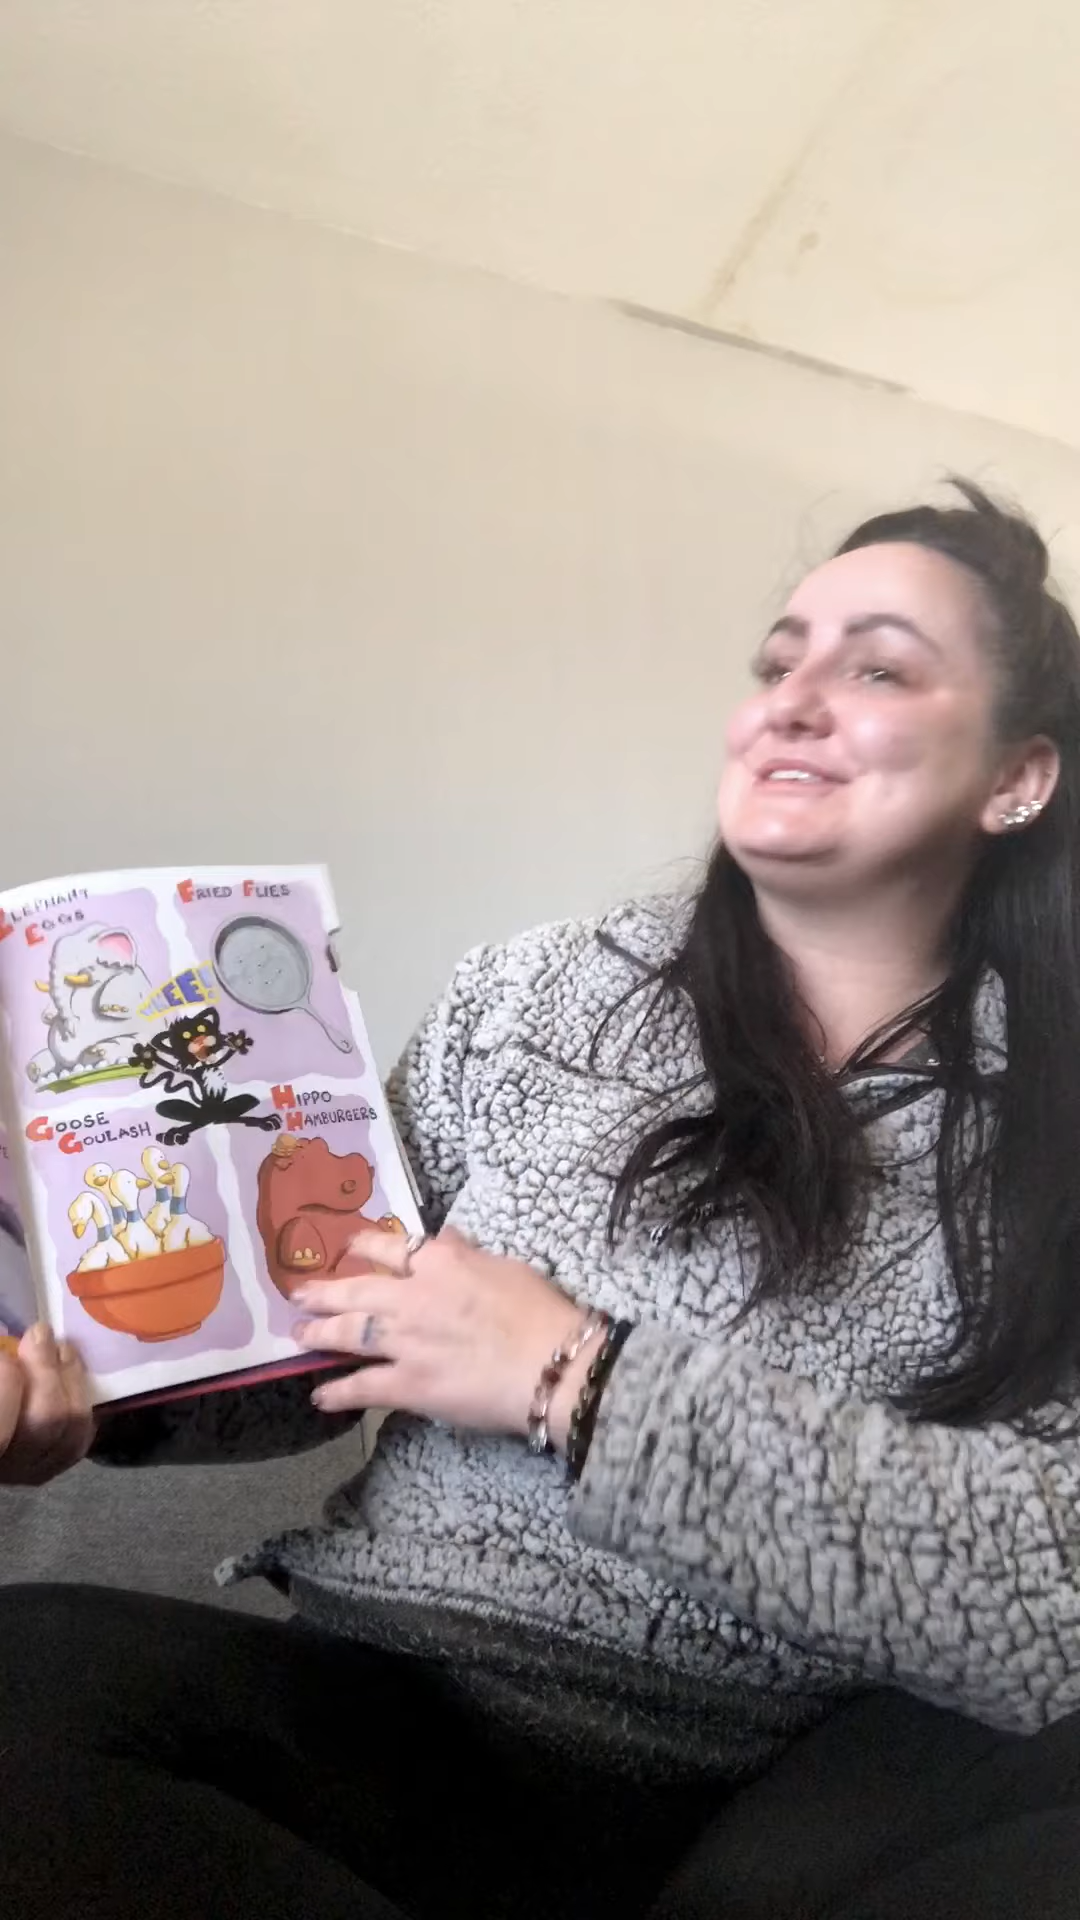 ELEPHANT
EGGS
FRIED FLIES
GOOSE
GOULASH
HIPPO
HAMBURGERS